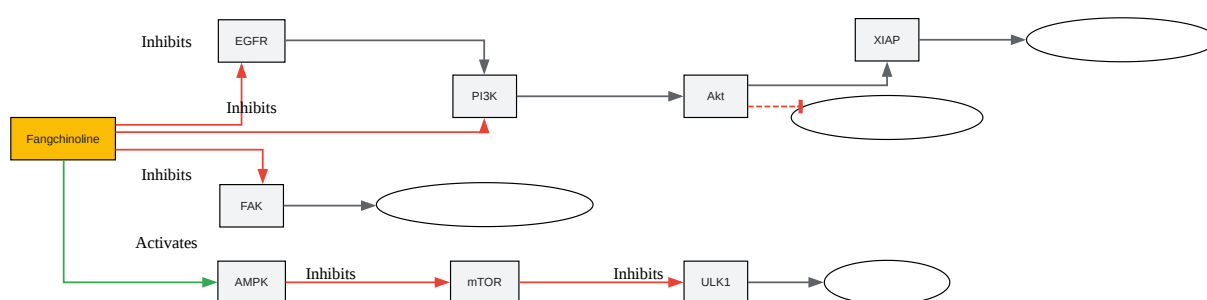 Inhibits
EGFR
XIAP
PI3K
Akt
Inhibits
Fangchinoline
Inhibits
FAK
Activates
AMPK
Inhibits
mTOR
Inhibits
ULK1